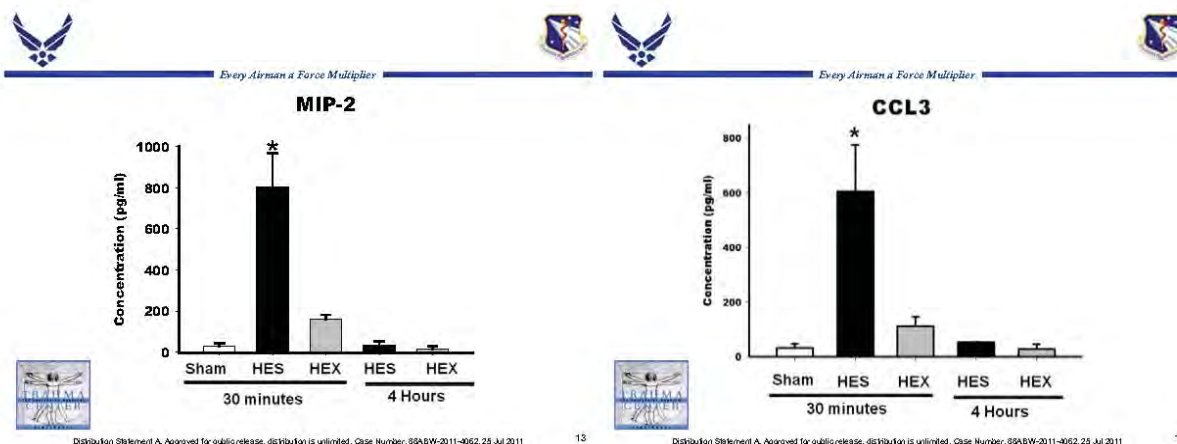 Every Airman a Force Multiplier
MIP-2
Concentration (pg/ml)
1000
800
600
400
200
0
*
Sham HES HEX HES HEX
30 minutes 4 Hours
TRAUMA
CENTER
Distribution Statement A. Approved for public release, distribution is unlimited. Case Number: 88ABW-2011-4062, 25 Jul 2011
13
Every Airman a Force Multiplier
CCL3
Concentration (pg/ml)
800
600
400
200
0
*
Sham HES HEX HES HEX
30 minutes 4 Hours
TRAUMA
CENTER
Distribution Statement A. Approved for public release, distribution is unlimited. Case Number: 88ABW-2011-4062, 25 Jul 2011